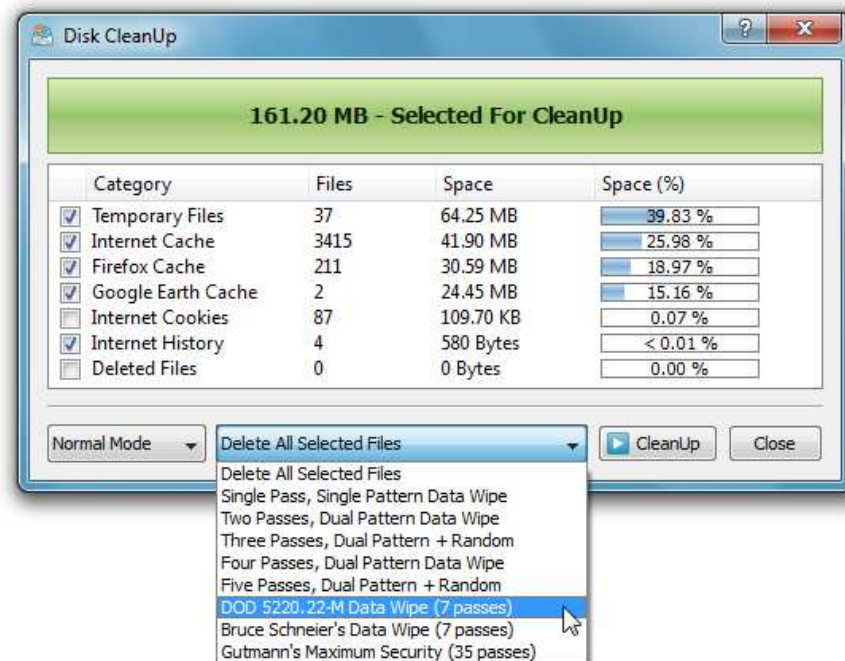 Disk CleanUp
161.20 MB - Selected For CleanUp
Category Files Space Space (%)
Temporary Files 37 64.25 MB 39.83 %
Internet Cache 3415 41.90 MB 25.98 %
Firefox Cache 211 30.59 MB 18.97 %
Google Earth Cache 2 24.45 MB 15.16 %
Internet Cookies 87 109.70 KB 0.07 %
Internet History 4 580 Bytes < 0.01 %
Deleted Files 0 0 Bytes 0.00 %
Normal Mode Delete All Selected Files CleanUp Close
Delete All Selected Files
Single Pass, Single Pattern Data Wipe
Two Passes, Dual Pattern Data Wipe
Three Passes, Dual Pattern + Random
Four Passes, Dual Pattern Data Wipe
Five Passes, Dual Pattern + Random
DOD 5220.22-M Data Wipe (7 passes)
Bruce Schneier's Data Wipe (7 passes)
Gutmann's Maximum Security (35 passes)